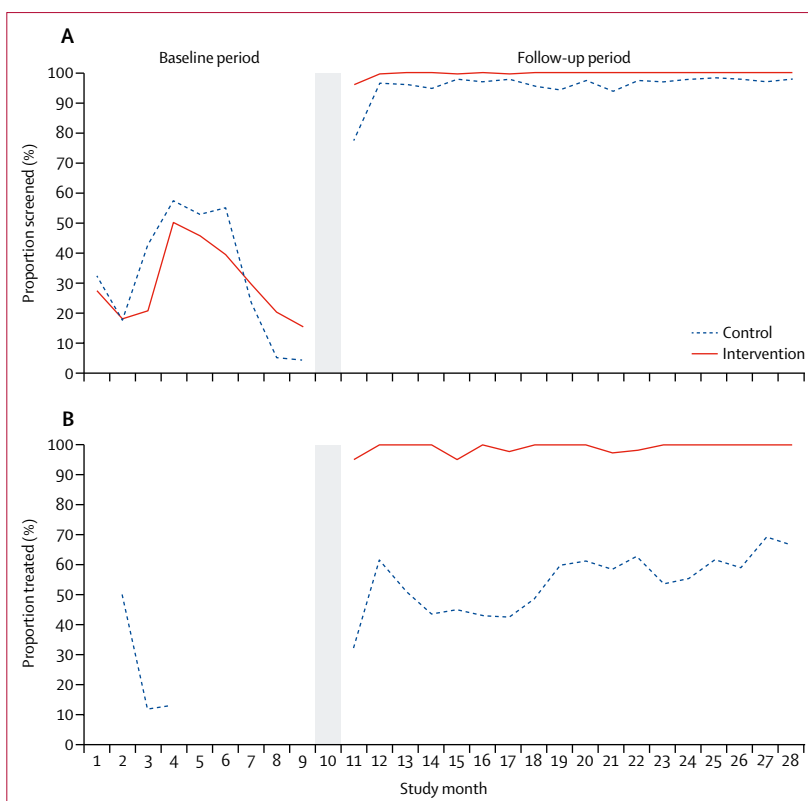 A
Baseline period
Follow-up period
100
90
80
70
60
50
40
30
20
10
0
Proportion screened (%)
Control
Intervention
B
100
90
80
70
60
50
40
30
20
10
0
Proportion treated (%)
1 2 3 4 5 6 7 8 9 10 11 12 13 14 15 16 17 18 19 20 21 22 23 24 25 26 27 28
Study month